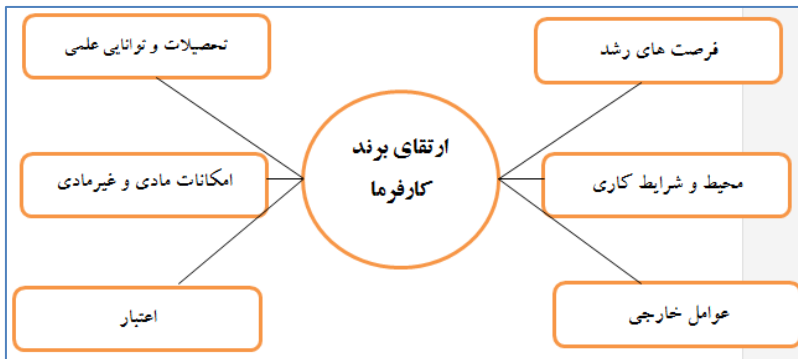 فرصت های رشد
تحصیلات و توانایی علمی
ارتقای برند
کارفرما
محیط و شرایط کاری
امکانات مادی و غیرمادی
عوامل خارجی
اعتبار